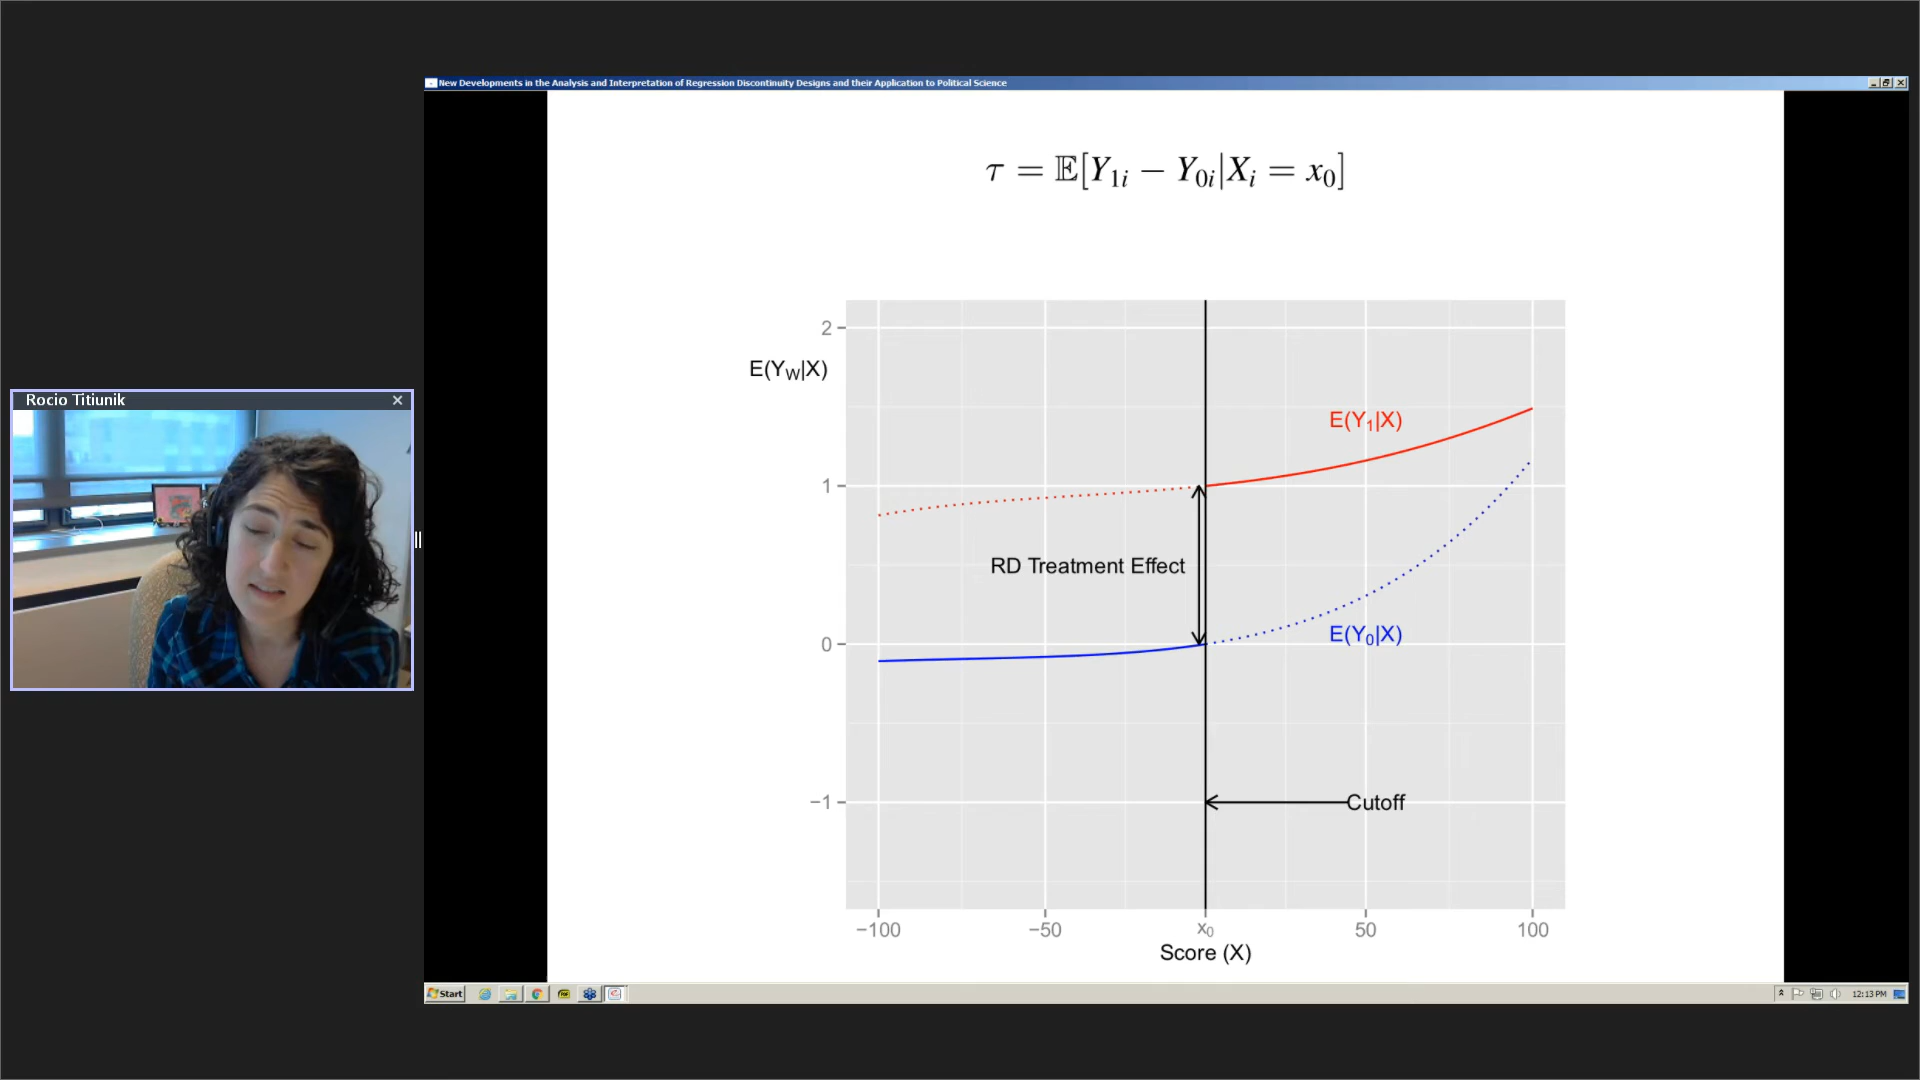 New Developments in the Analysis and Interpretation of Regression Discontinuity Designs and their Application to Political Science
τ = 𝔼[Y₁ᵢ − Y₀ᵢ|Xᵢ = x₀]
2
E(Y_W|X)
E(Y₁|X)
1
RD Treatment Effect
E(Y₀|X)
0
−1
Cutoff
−100
−50
x₀
50
100
Score (X)
Rocio Titiunik
Start
12:13 PM